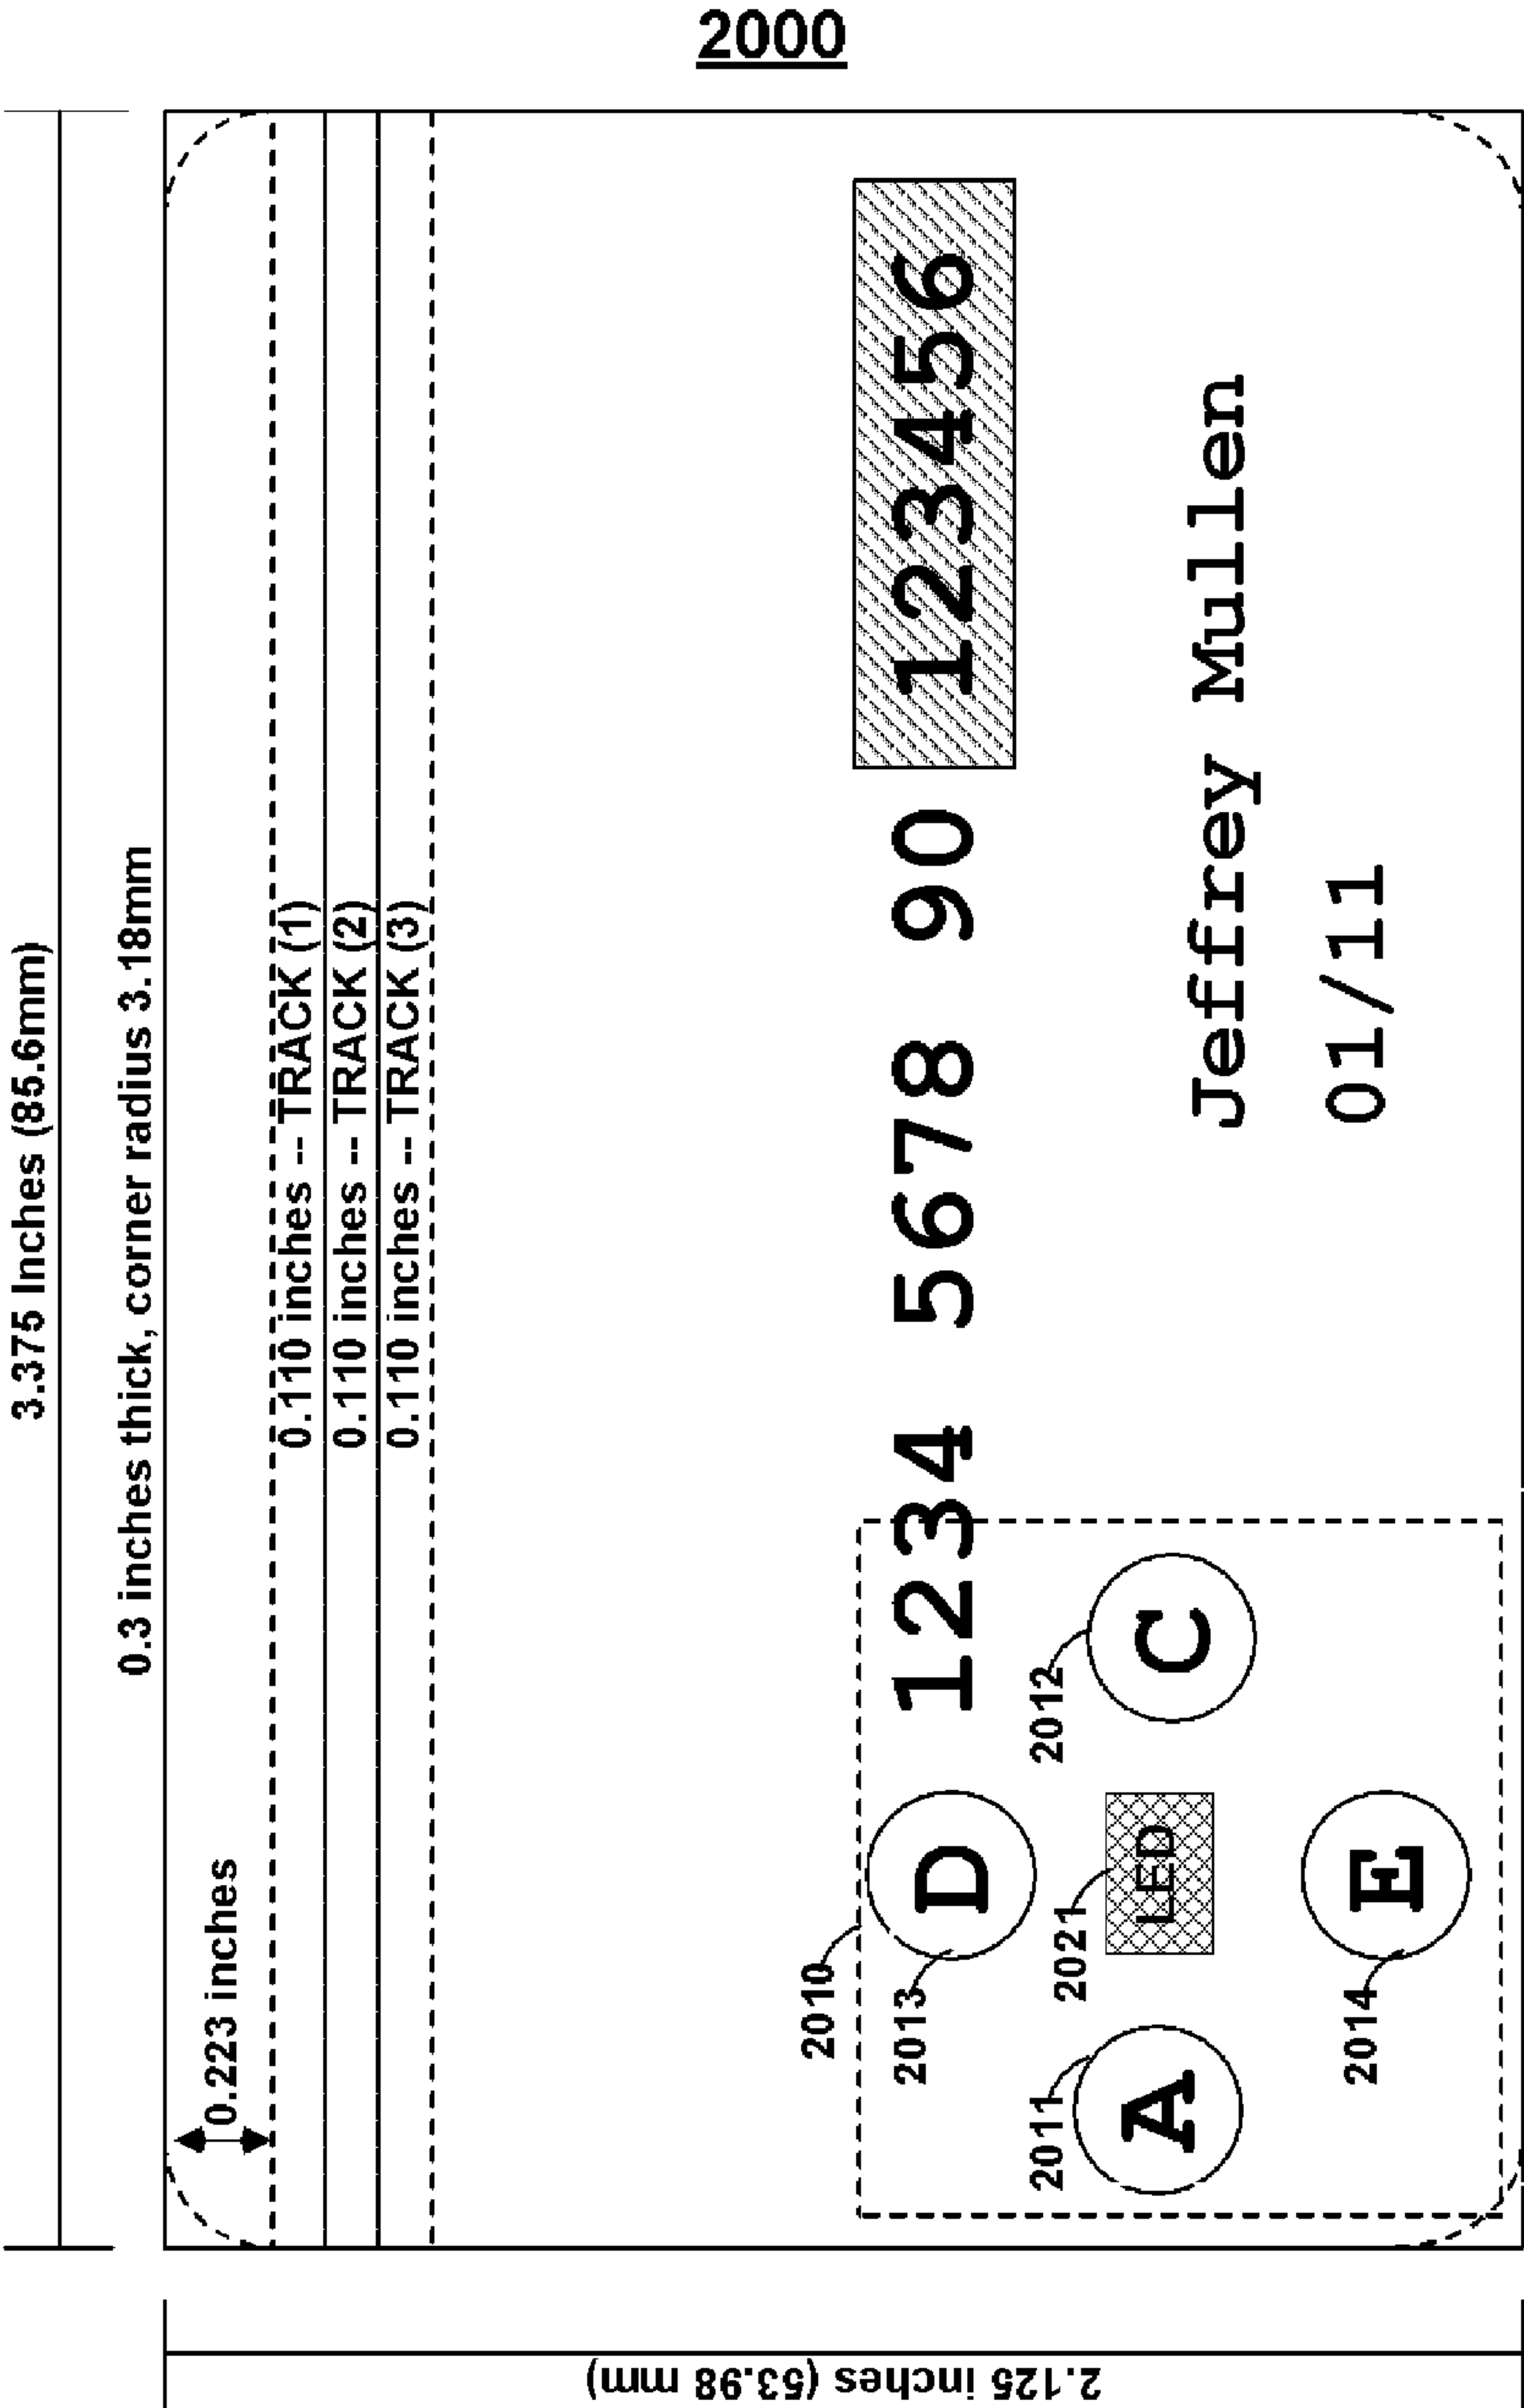 2000
3.375 Inches (85.6mm)
0.3 inches thick, corner radius 3.18mm
0.223 inches
0.110 inches -- TRACK (1)
0.110 inches -- TRACK (2)
0.110 inches -- TRACK (3)
2.125 inches (53.98 mm)
2010
2013
D
1234 5678 90 123456
2011
A
2021
LED
2012
C
Jeffrey Mullen
01/11
2014
E